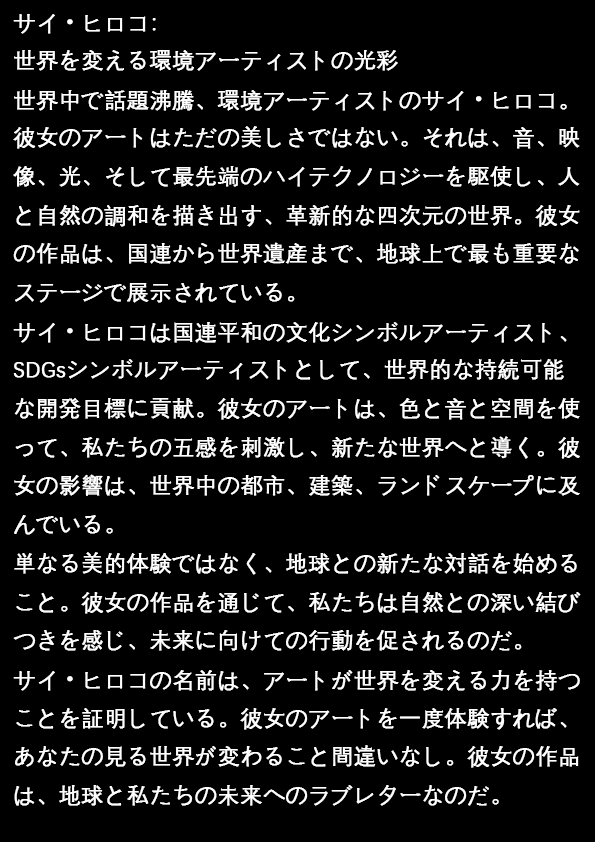 サイ・ヒロコ：
世界を変える環境アーティストの光彩
世界中で話題沸騰、環境アーティストのサイ・ヒロコ。
彼女のアートはただの美しさではない。それは、音、映
像、光、そして最先端のハイテクノロジーを駆使し、人
と自然の調和を描き出す、革新的な四次元の世界。彼女
の作品は、国連から世界遺産まで、地球上で最も重要な
ステージで展示されている。
サイ・ヒロコは国連平和の文化シンボルアーティスト、
SDGsシンボルアーティストとして、世界的な持続可能
な開発目標に貢献。彼女のアートは、色と音と空間を使
って、私たちの五感を刺激し、新たな世界へと導く。彼
女の影響は、世界中の都市、建築、ランドスケープに及
んでいる。
単なる美的体験ではなく、地球との新たな対話を始める
こと。彼女の作品を通じて、私たちは自然との深い結び
つきを感じ、未来に向けての行動を促されるのだ。
サイ・ヒロコの名前は、アートが世界を変える力を持つ
ことを証明している。彼女のアートを一度体験すれば、
あなたの見る世界が変わること間違いなし。彼女の作品
は、地球と私たちの未来へのラブレターなのだ。